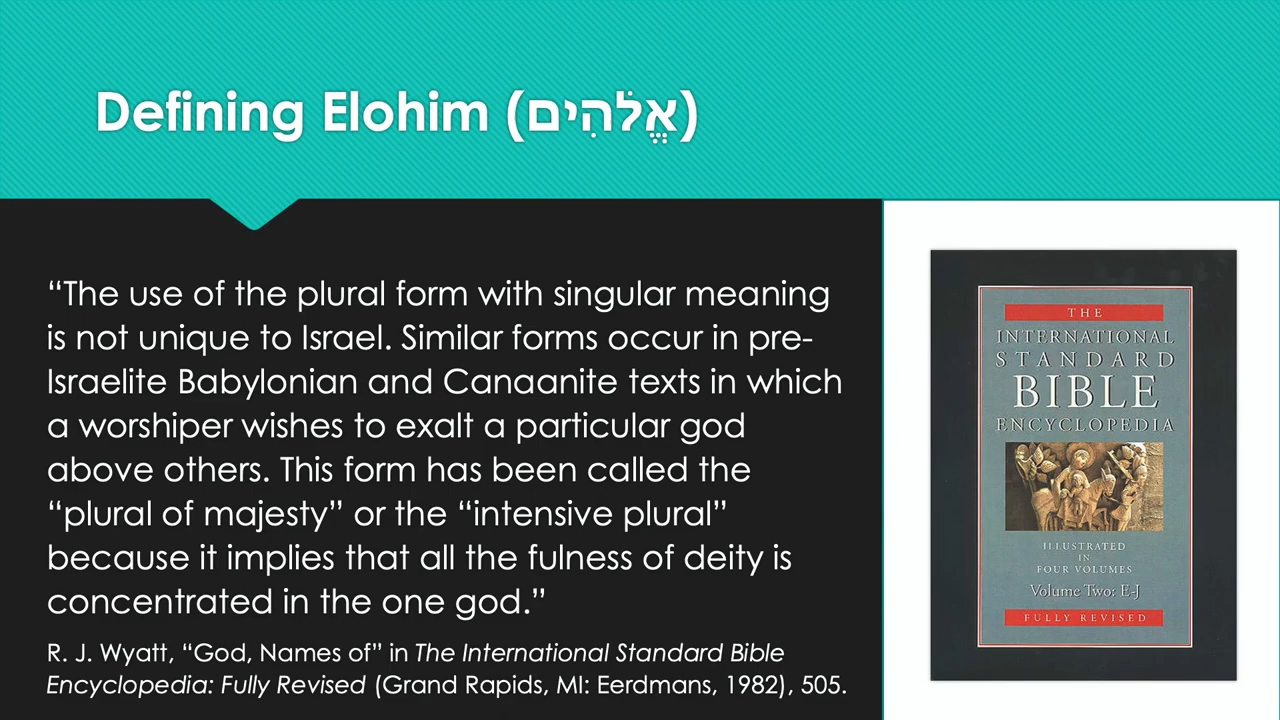 Defining Elohim (אֱלֹהִים)
“The use of the plural form with singular meaning
is not unique to Israel. Similar forms occur in pre-
Israelite Babylonian and Canaanite texts in which
a worshiper wishes to exalt a particular god
above others. This form has been called the
“plural of majesty” or the “intensive plural”
because it implies that all the fulness of deity is
concentrated in the one god.”
R. J. Wyatt, “God, Names of” in The International Standard Bible
Encyclopedia: Fully Revised (Grand Rapids, MI: Eerdmans, 1982), 505.
THE
INTERNATIONAL
STANDARD
BIBLE
ENCYCLOPEDIA
ILLUSTRATED
IN
FOUR VOLUMES
Volume Two: E-J
FULLY REVISED